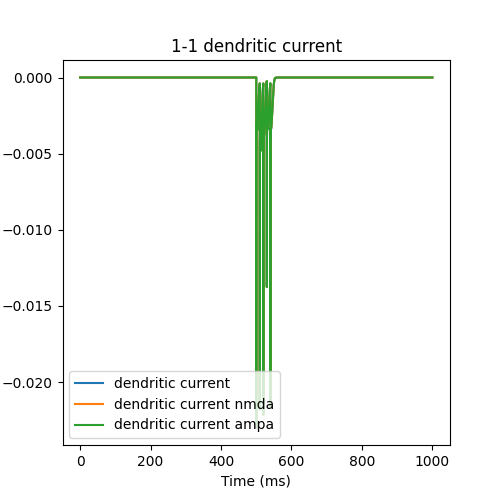 1-1 dendritic current
0.000
−0.005
−0.010
−0.015
−0.020
dendritic current
dendritic current nmda
dendritic current ampa
0 200 400 600 800 1000
Time (ms)